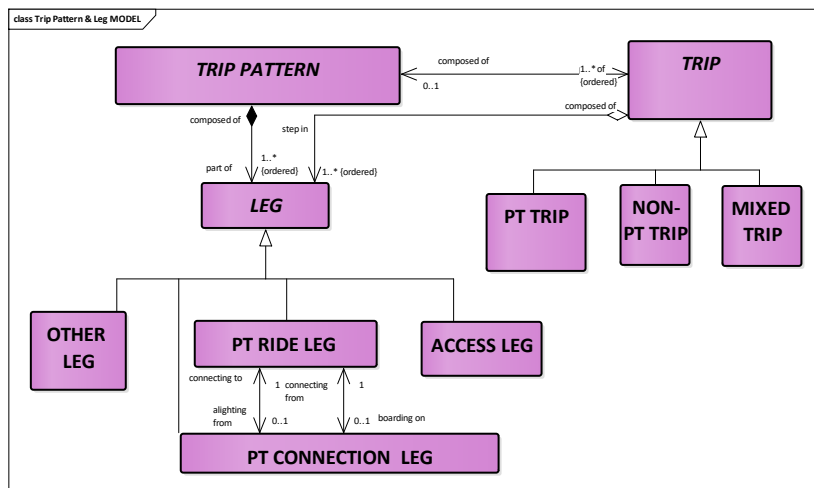 class Trip Pattern & Leg MODEL
TRIP PATTERN
composed of
0..1
1..* of
{ordered}
TRIP
composed of
composed of
step in
part of
1..*
{ordered}
1..* {ordered}
LEG
PT TRIP
NON-
PT TRIP
MIXED
TRIP
OTHER
LEG
PT RIDE LEG
ACCESS LEG
connecting to
1
connecting
from
1
alighting
from
0..1
0..1
boarding on
PT CONNECTION LEG